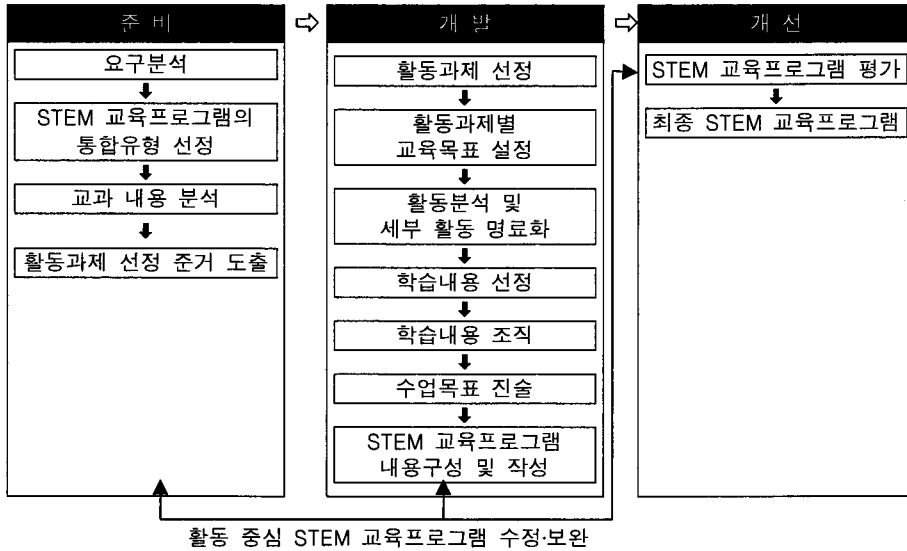 준 비
요구분석
STEM 교육프로그램의
통합유형 선정
교과 내용 분석
활동과제 선정 준거 도출
개 발
활동과제 선정
활동과제별
교육목표 설정
활동분석 및
세부 활동 명료화
학습내용 선정
학습내용 조직
수업목표 진술
STEM 교육프로그램
내용구성 및 작성
개 선
STEM 교육프로그램 평가
최종 STEM 교육프로그램
활동 중심 STEM 교육프로그램 수정·보완